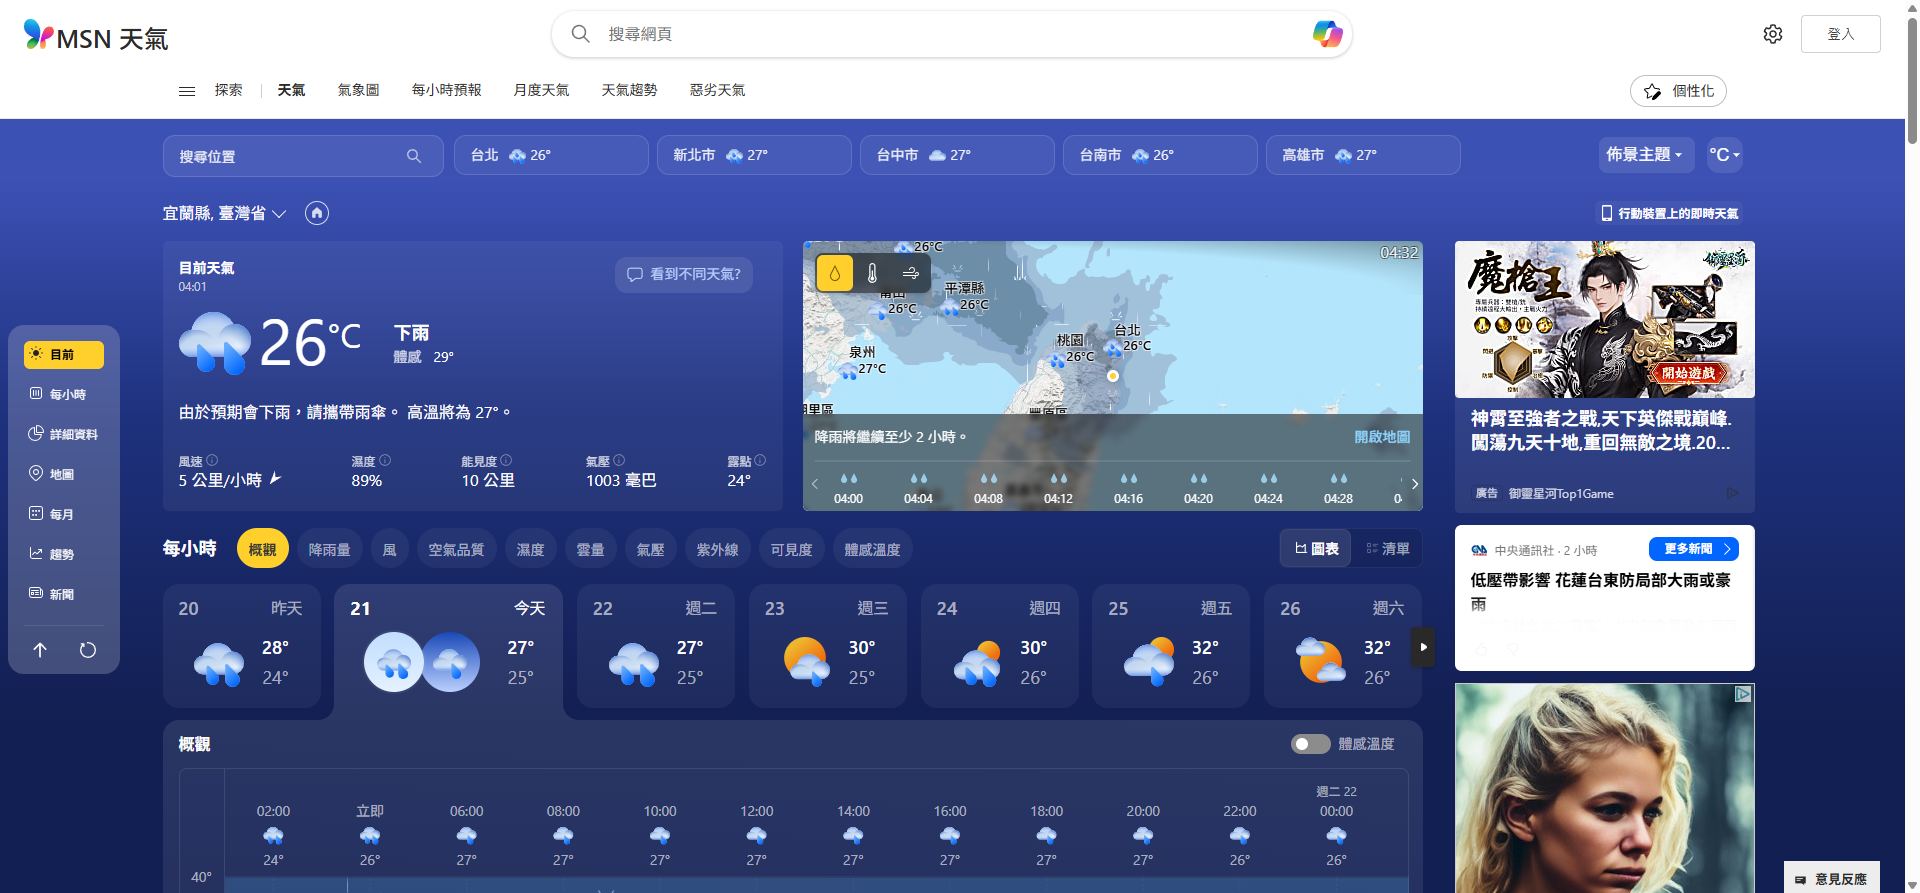 MSN 天氣
搜尋網頁
登入
探索
天氣
氣象圖
每小時預報
月度天氣
天氣趨勢
惡劣天氣
個性化
搜尋位置
台北 26°
新北市 27°
台中市 27°
台南市 26°
高雄市 27°
佈景主題
°C
宜蘭縣, 臺灣省
行動裝置上的即時天氣
目前
每小時
詳細資料
地圖
每月
趨勢
新聞
目前天氣
04:01
看到不同天氣?
26°C
下雨
體感 29°
由於預期會下雨，請攜帶雨傘。 高溫將為 27°。
風速
5 公里/小時
濕度
89%
能見度
10 公里
氣壓
1003 毫巴
露點
24°
26°C
04:32
平潭縣
26°C
26°C
台北
26°C
桃園
26°C
泉州
27°C
降雨將繼續至少 2 小時。
開啟地圖
04:00 04:04 04:08 04:12 04:16 04:20 04:24 04:28
魔槍王
開始遊戲
神霄至強者之戰,天下英傑戰巔峰.
闖蕩九天十地,重回無敵之境.20...
廣告 御靈星河Top1Game
每小時
概觀
降雨量
風
空氣品質
濕度
雲量
氣壓
紫外線
可見度
體感溫度
圖表
清單
20 昨天
28°
24°
21 今天
27°
25°
22 週二
27°
25°
23 週三
30°
25°
24 週四
30°
26°
25 週五
32°
26°
26 週六
32°
26°
中央通訊社 · 2 小時
更多新聞
低壓帶影響 花蓮台東防局部大雨或豪
雨
概觀
體感溫度
週二 22
02:00 立即 06:00 08:00 10:00 12:00 14:00 16:00 18:00 20:00 22:00 00:00
24° 26° 27° 27° 27° 27° 27° 27° 27° 27° 26° 26°
40°
意見反應